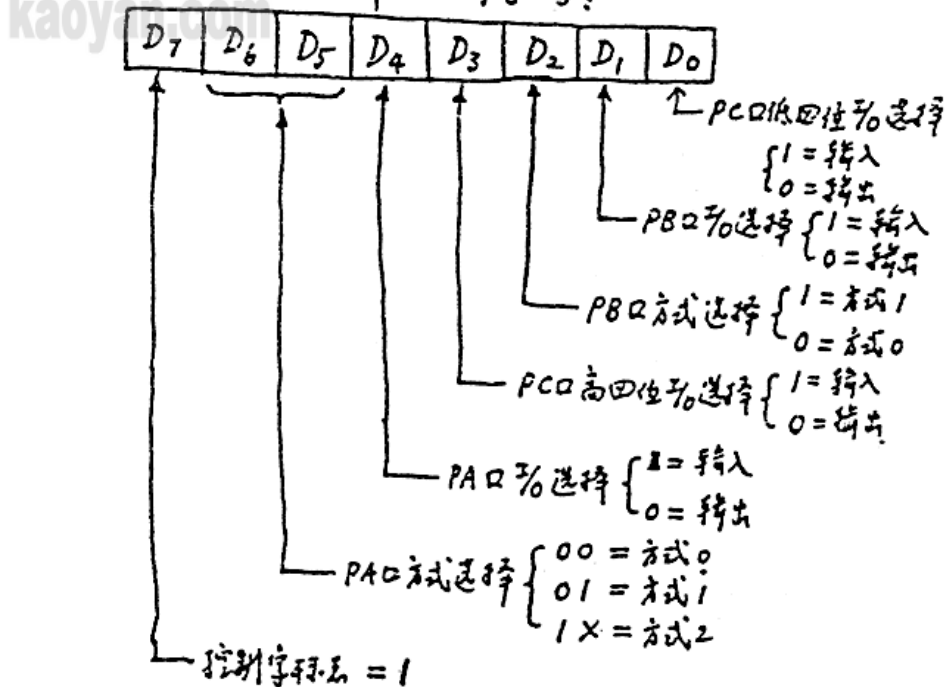 kaoyan.com
D7 D6 D5 D4 D3 D2 D1 D0
PC口低四位I/O选择
1=输入
0=输出
PB口I/O选择
1=输入
0=输出
PB口方式选择
1=方式1
0=方式0
PC口高四位I/O选择
1=输入
0=输出
PA口I/O选择
1=输入
0=输出
PA口方式选择
00=方式0
01=方式1
1X=方式2
控制字标志=1